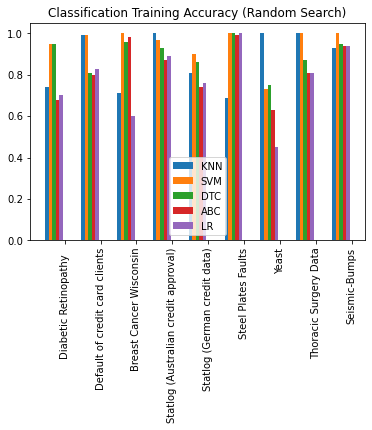 Classification Training Accuracy (Random Search)
1.0
0.8
0.6
0.4
0.2
0.0
KNN
SVM
DTC
ABC
LR
Diabetic Retinopathy
Default of credit card clients
Breast Cancer Wisconsin
Statlog (Australian credit approval)
Statlog (German credit data)
Steel Plates Faults
Yeast
Thoracic Surgery Data
Seismic-Bumps